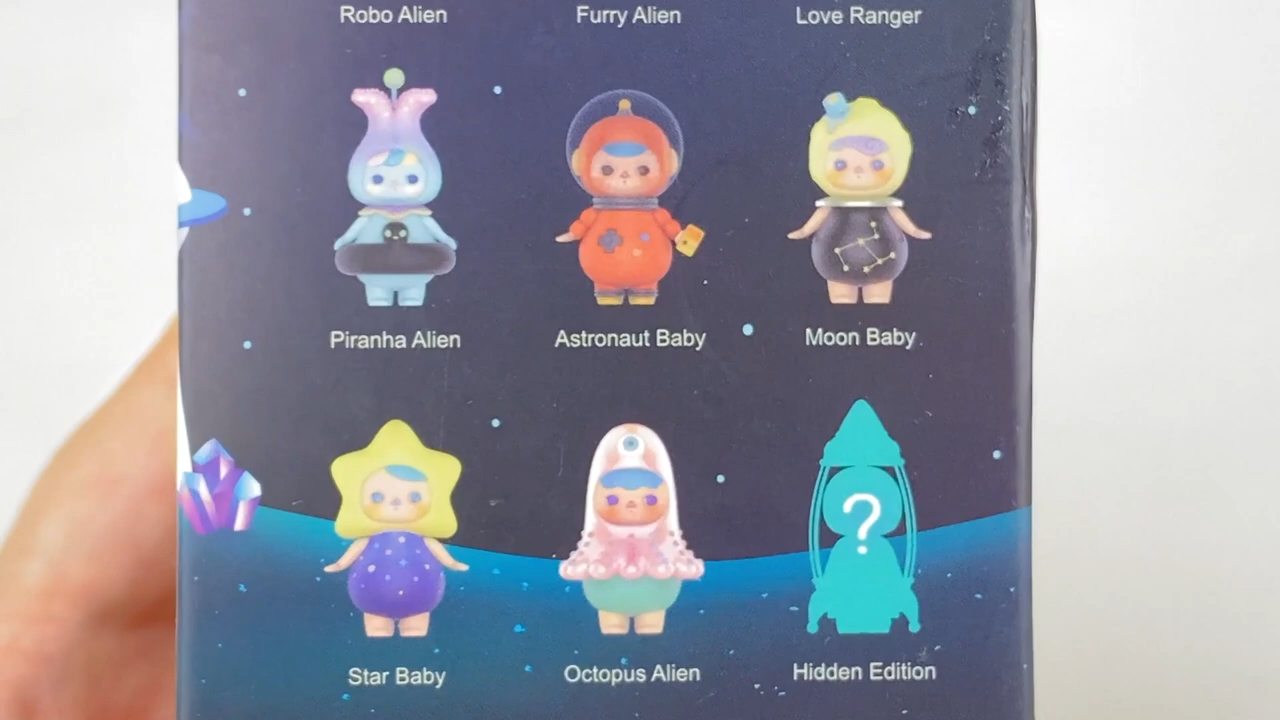 Robo Alien
Furry Alien
Love Ranger
Piranha Alien
Astronaut Baby
Moon Baby
?
Star Baby
Octopus Alien
Hidden Edition